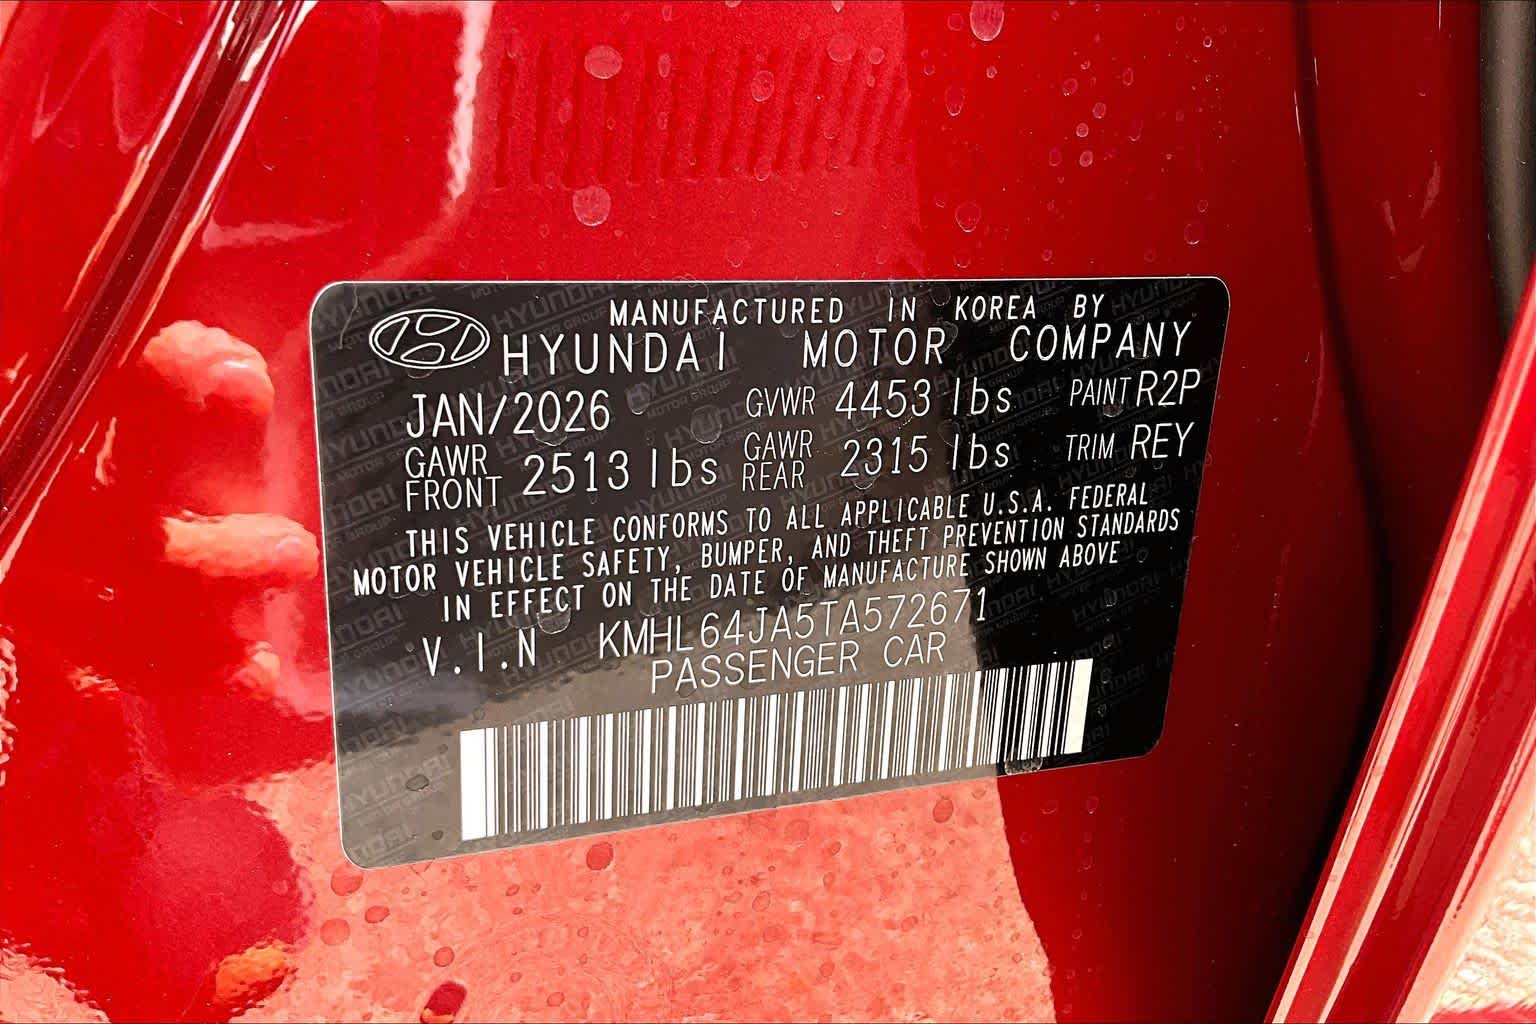 MANUFACTURED IN KOREA BY
HYUNDAI MOTOR COMPANY
JAN/2026 GVWR 4453 lbs PAINT R2P
GAWR FRONT 2513 lbs GAWR REAR 2315 lbs TRIM REY
THIS VEHICLE CONFORMS TO ALL APPLICABLE U.S.A. FEDERAL
MOTOR VEHICLE SAFETY, BUMPER, AND THEFT PREVENTION STANDARDS
IN EFFECT ON THE DATE OF MANUFACTURE SHOWN ABOVE
V.I.N KMHL64JA5TA572671
PASSENGER CAR